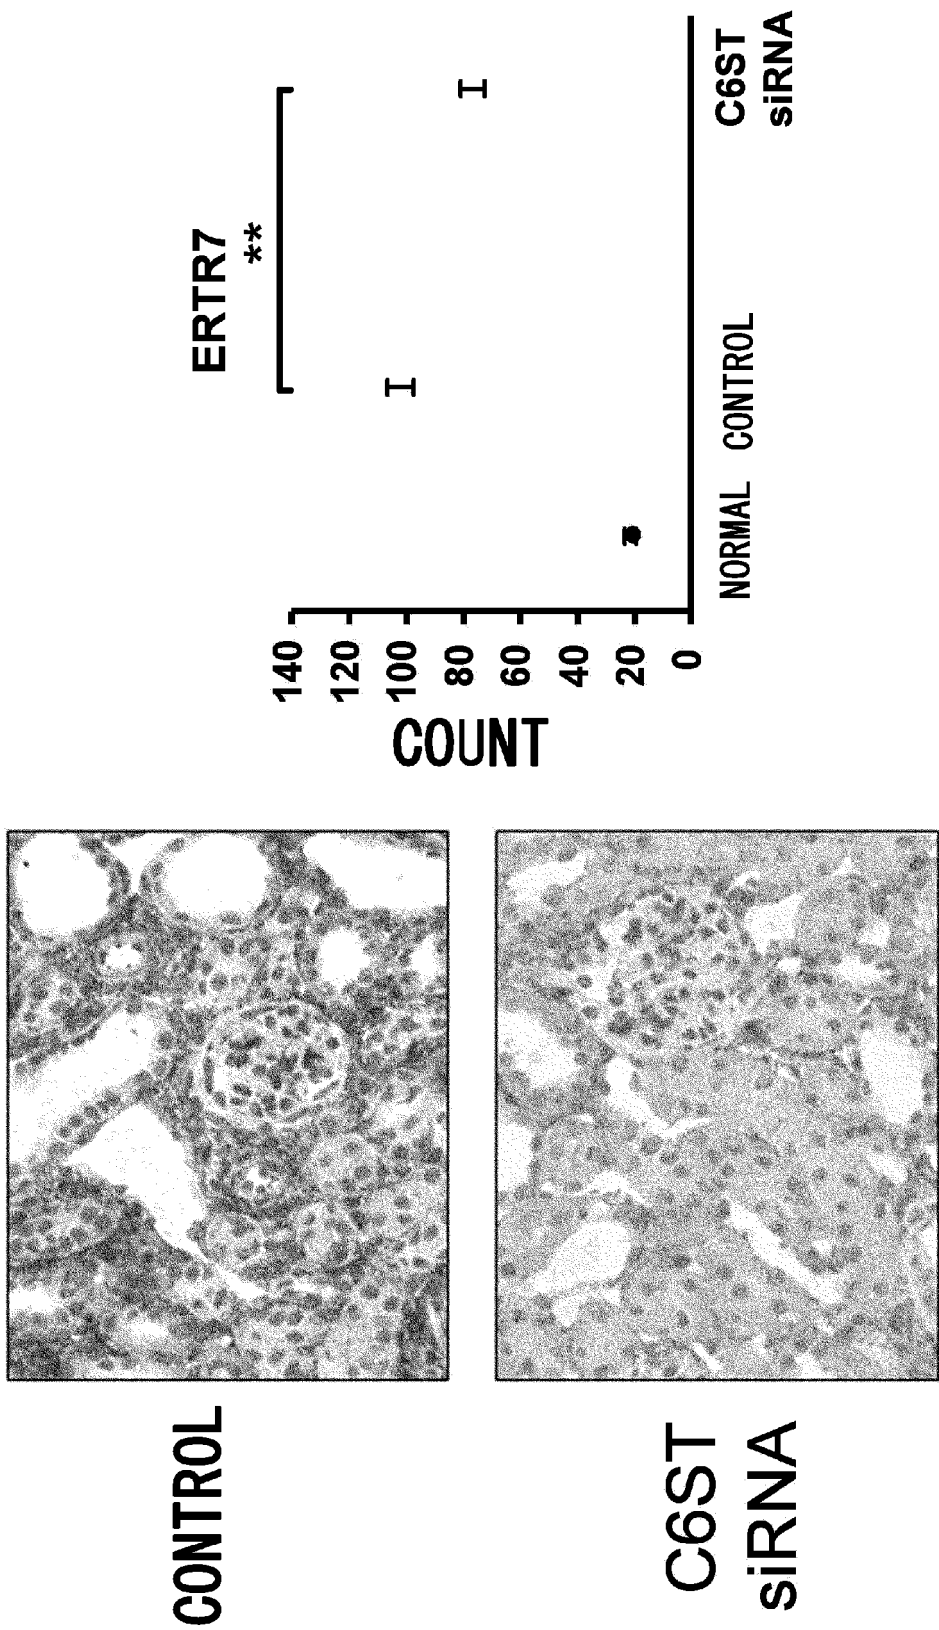 CONTROL
C6ST
siRNA
ERTR7
**
COUNT
140
120
100
80
60
40
20
0
NORMAL CONTROL
C6ST
siRNA